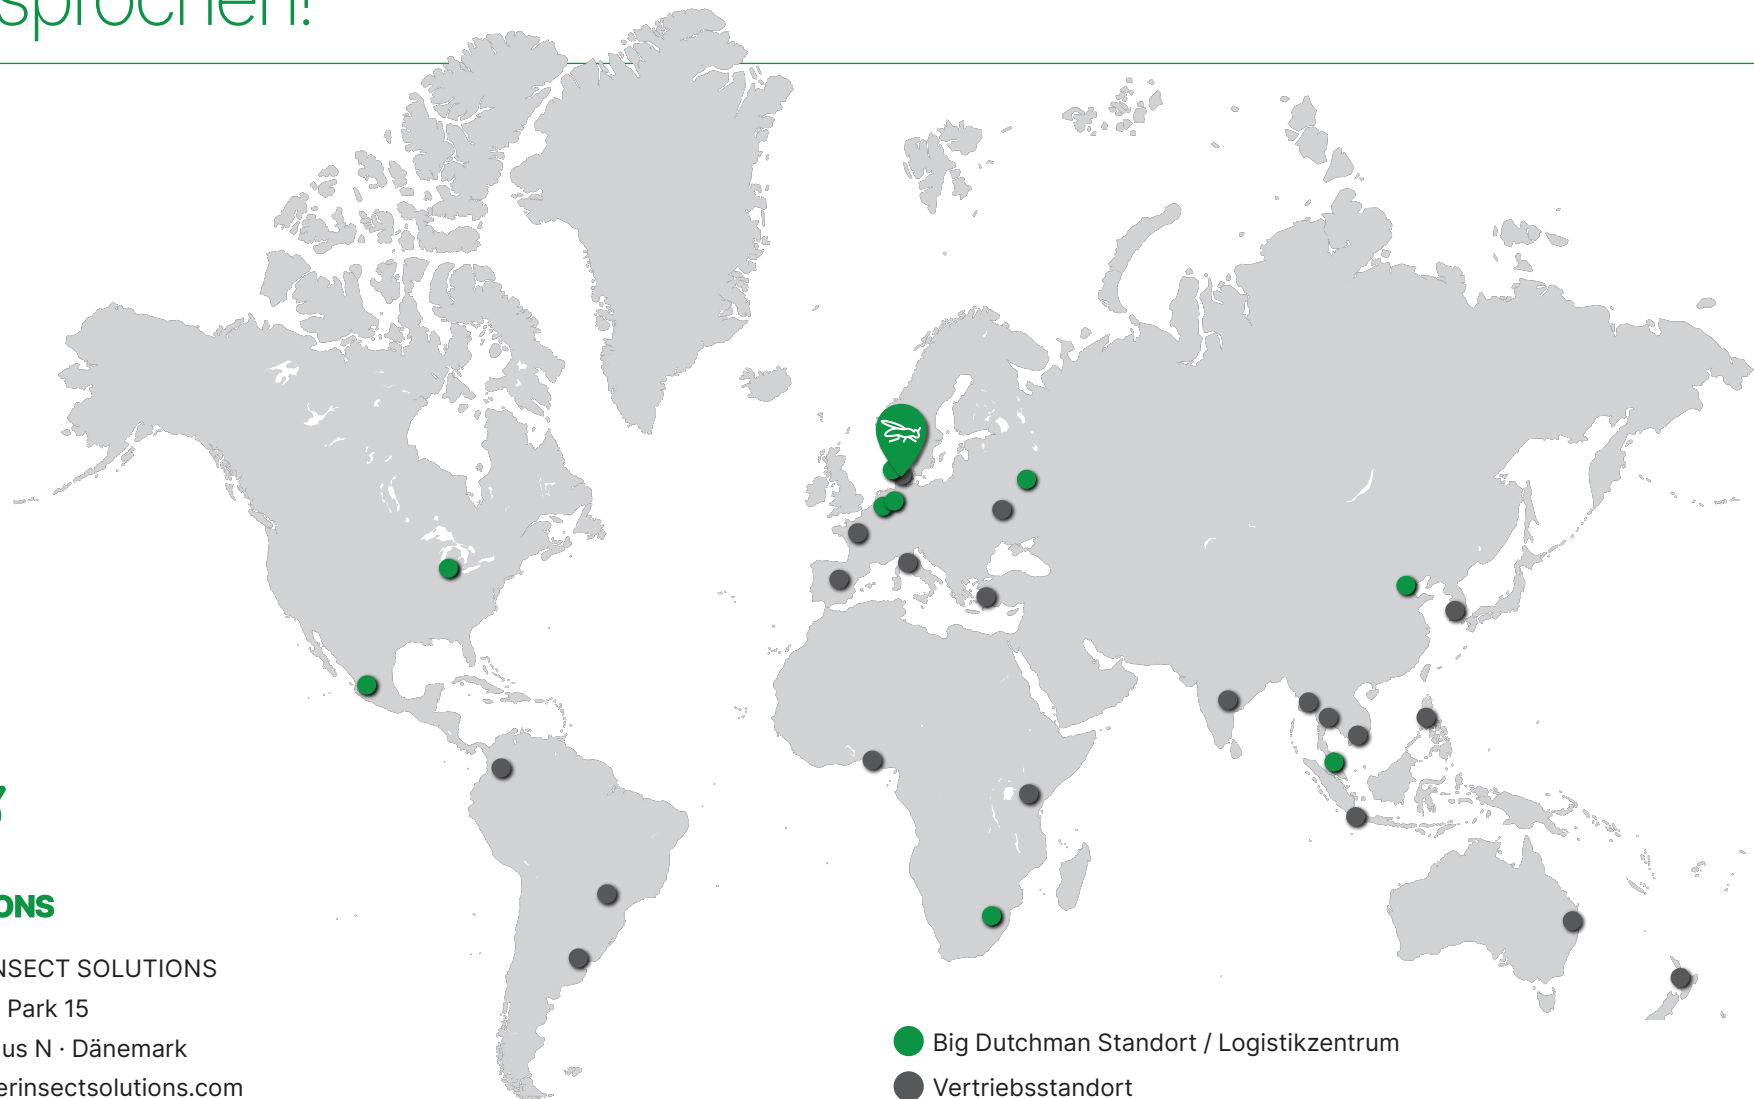 sprochen!
ONS
NSECT SOLUTIONS
Park 15
us N · Dänemark
erinsectsolutions.com
Big Dutchman Standort / Logistikzentrum
Vertriebsstandort